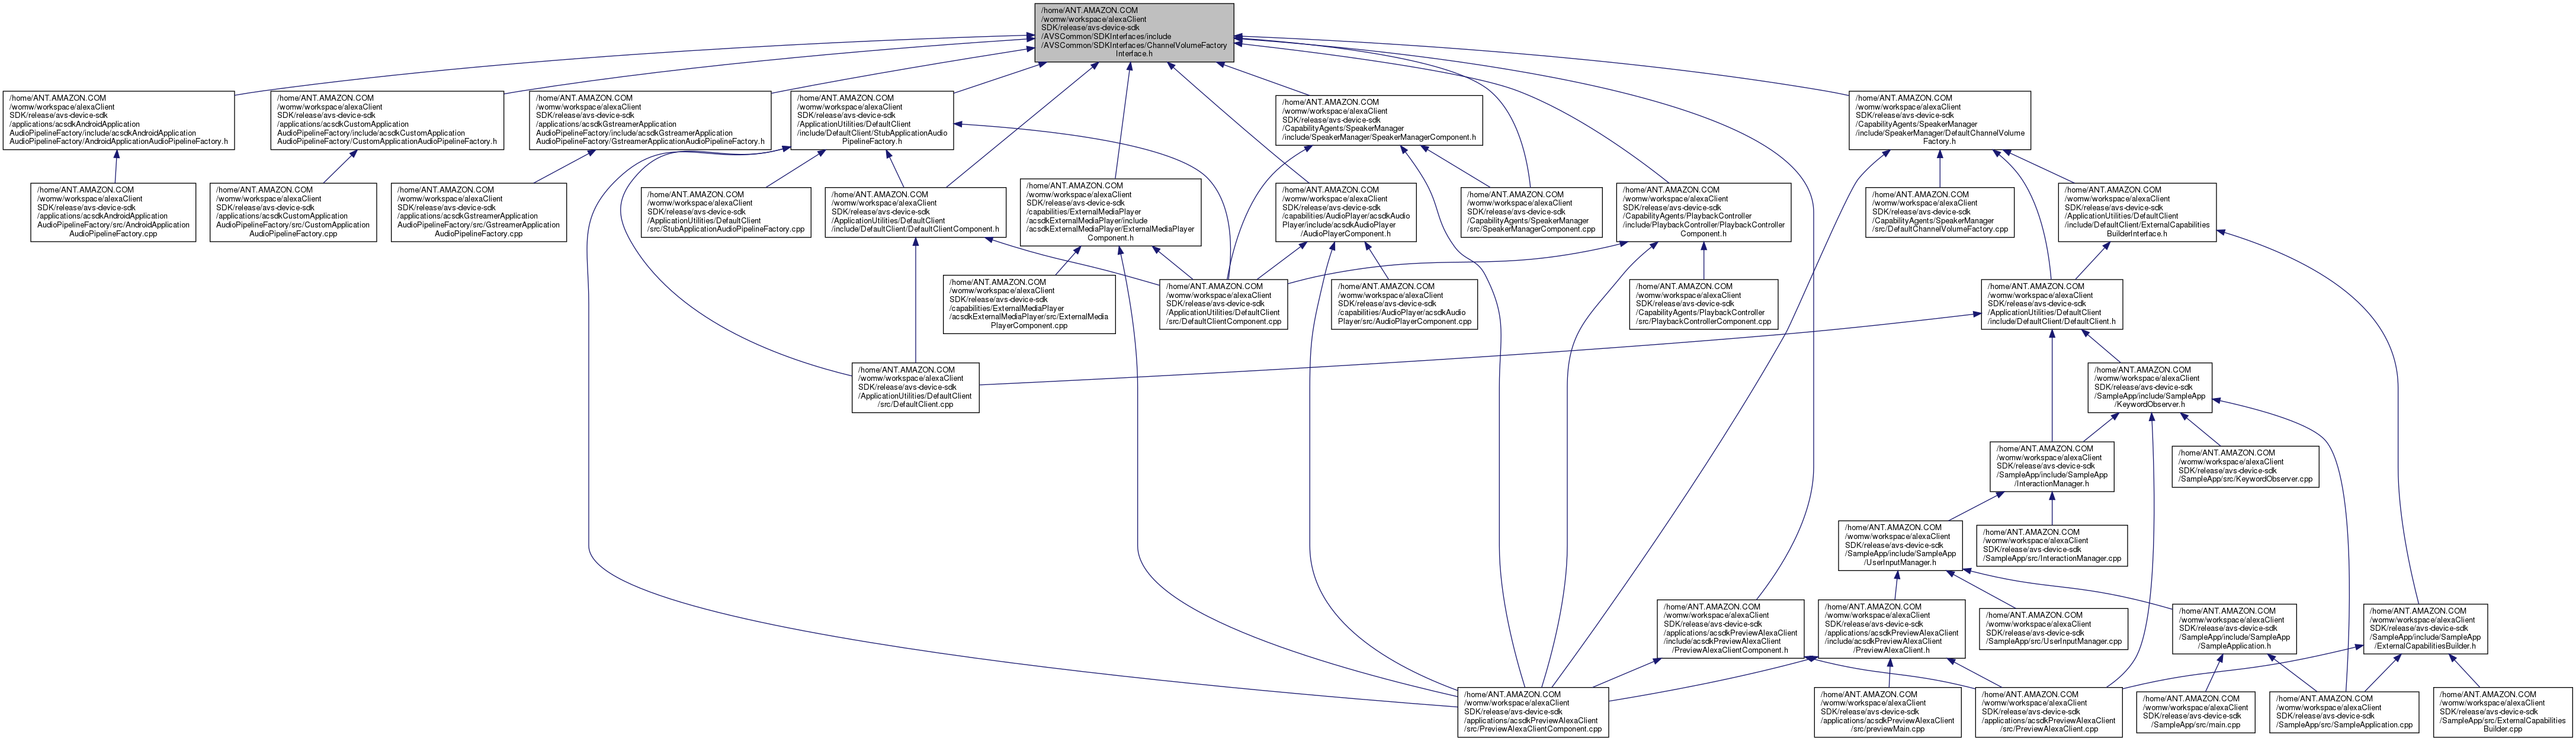 /home/ANT.AMAZON.COM
/womw/workspace/alexaClient
SDK/release/avs-device-sdk
/AVSCommon/SDKInterfaces/include
/AVSCommon/SDKInterfaces/ChannelVolumeFactory
Interface.h
/home/ANT.AMAZON.COM
/womw/workspace/alexaClient
SDK/release/avs-device-sdk
/applications/acsdkAndroidApplication
AudioPipelineFactory/include/acsdkAndroidApplication
AudioPipelineFactory/AndroidApplicationAudioPipelineFactory.h
/home/ANT.AMAZON.COM
/womw/workspace/alexaClient
SDK/release/avs-device-sdk
/applications/acsdkCustomApplication
AudioPipelineFactory/include/acsdkCustomApplication
AudioPipelineFactory/CustomApplicationAudioPipelineFactory.h
/home/ANT.AMAZON.COM
/womw/workspace/alexaClient
SDK/release/avs-device-sdk
/applications/acsdkGstreamerApplication
AudioPipelineFactory/include/acsdkGstreamerApplication
AudioPipelineFactory/GstreamerApplicationAudioPipelineFactory.h
/home/ANT.AMAZON.COM
/womw/workspace/alexaClient
SDK/release/avs-device-sdk
/ApplicationUtilities/DefaultClient
/include/DefaultClient/StubApplicationAudio
PipelineFactory.h
/home/ANT.AMAZON.COM
/womw/workspace/alexaClient
SDK/release/avs-device-sdk
/CapabilityAgents/SpeakerManager
/include/SpeakerManager/SpeakerManagerComponent.h
/home/ANT.AMAZON.COM
/womw/workspace/alexaClient
SDK/release/avs-device-sdk
/CapabilityAgents/SpeakerManager
/include/SpeakerManager/DefaultChannelVolume
Factory.h
/home/ANT.AMAZON.COM
/womw/workspace/alexaClient
SDK/release/avs-device-sdk
/applications/acsdkAndroidApplication
AudioPipelineFactory/src/AndroidApplication
AudioPipelineFactory.cpp
/home/ANT.AMAZON.COM
/womw/workspace/alexaClient
SDK/release/avs-device-sdk
/applications/acsdkCustomApplication
AudioPipelineFactory/src/CustomApplication
AudioPipelineFactory.cpp
/home/ANT.AMAZON.COM
/womw/workspace/alexaClient
SDK/release/avs-device-sdk
/applications/acsdkGstreamerApplication
AudioPipelineFactory/src/GstreamerApplication
AudioPipelineFactory.cpp
/home/ANT.AMAZON.COM
/womw/workspace/alexaClient
SDK/release/avs-device-sdk
/ApplicationUtilities/DefaultClient
/src/StubApplicationAudioPipelineFactory.cpp
/home/ANT.AMAZON.COM
/womw/workspace/alexaClient
SDK/release/avs-device-sdk
/ApplicationUtilities/DefaultClient
/include/DefaultClient/DefaultClientComponent.h
/home/ANT.AMAZON.COM
/womw/workspace/alexaClient
SDK/release/avs-device-sdk
/capabilities/ExternalMediaPlayer
/acsdkExternalMediaPlayer/include
/acsdkExternalMediaPlayer/ExternalMediaPlayer
Component.h
/home/ANT.AMAZON.COM
/womw/workspace/alexaClient
SDK/release/avs-device-sdk
/capabilities/AudioPlayer/acsdkAudio
Player/include/acsdkAudioPlayer
/AudioPlayerComponent.h
/home/ANT.AMAZON.COM
/womw/workspace/alexaClient
SDK/release/avs-device-sdk
/CapabilityAgents/SpeakerManager
/src/SpeakerManagerComponent.cpp
/home/ANT.AMAZON.COM
/womw/workspace/alexaClient
SDK/release/avs-device-sdk
/CapabilityAgents/PlaybackController
/include/PlaybackController/PlaybackController
Component.h
/home/ANT.AMAZON.COM
/womw/workspace/alexaClient
SDK/release/avs-device-sdk
/CapabilityAgents/SpeakerManager
/src/DefaultChannelVolumeFactory.cpp
/home/ANT.AMAZON.COM
/womw/workspace/alexaClient
SDK/release/avs-device-sdk
/ApplicationUtilities/DefaultClient
/include/DefaultClient/ExternalCapabilities
BuilderInterface.h
/home/ANT.AMAZON.COM
/womw/workspace/alexaClient
SDK/release/avs-device-sdk
/capabilities/ExternalMediaPlayer
/acsdkExternalMediaPlayer/src/ExternalMedia
PlayerComponent.cpp
/home/ANT.AMAZON.COM
/womw/workspace/alexaClient
SDK/release/avs-device-sdk
/ApplicationUtilities/DefaultClient
/src/DefaultClientComponent.cpp
/home/ANT.AMAZON.COM
/womw/workspace/alexaClient
SDK/release/avs-device-sdk
/capabilities/AudioPlayer/acsdkAudio
Player/src/AudioPlayerComponent.cpp
/home/ANT.AMAZON.COM
/womw/workspace/alexaClient
SDK/release/avs-device-sdk
/CapabilityAgents/PlaybackController
/src/PlaybackControllerComponent.cpp
/home/ANT.AMAZON.COM
/womw/workspace/alexaClient
SDK/release/avs-device-sdk
/ApplicationUtilities/DefaultClient
/include/DefaultClient/DefaultClient.h
/home/ANT.AMAZON.COM
/womw/workspace/alexaClient
SDK/release/avs-device-sdk
/ApplicationUtilities/DefaultClient
/src/DefaultClient.cpp
/home/ANT.AMAZON.COM
/womw/workspace/alexaClient
SDK/release/avs-device-sdk
/SampleApp/include/SampleApp
/KeywordObserver.h
/home/ANT.AMAZON.COM
/womw/workspace/alexaClient
SDK/release/avs-device-sdk
/SampleApp/include/SampleApp
/InteractionManager.h
/home/ANT.AMAZON.COM
/womw/workspace/alexaClient
SDK/release/avs-device-sdk
/SampleApp/src/KeywordObserver.cpp
/home/ANT.AMAZON.COM
/womw/workspace/alexaClient
SDK/release/avs-device-sdk
/SampleApp/include/SampleApp
/UserInputManager.h
/home/ANT.AMAZON.COM
/womw/workspace/alexaClient
SDK/release/avs-device-sdk
/SampleApp/src/InteractionManager.cpp
/home/ANT.AMAZON.COM
/womw/workspace/alexaClient
SDK/release/avs-device-sdk
/applications/acsdkPreviewAlexaClient
/include/acsdkPreviewAlexaClient
/PreviewAlexaClientComponent.h
/home/ANT.AMAZON.COM
/womw/workspace/alexaClient
SDK/release/avs-device-sdk
/applications/acsdkPreviewAlexaClient
/include/acsdkPreviewAlexaClient
/PreviewAlexaClient.h
/home/ANT.AMAZON.COM
/womw/workspace/alexaClient
SDK/release/avs-device-sdk
/SampleApp/src/UserInputManager.cpp
/home/ANT.AMAZON.COM
/womw/workspace/alexaClient
SDK/release/avs-device-sdk
/SampleApp/include/SampleApp
/SampleApplication.h
/home/ANT.AMAZON.COM
/womw/workspace/alexaClient
SDK/release/avs-device-sdk
/SampleApp/include/SampleApp
/ExternalCapabilitiesBuilder.h
/home/ANT.AMAZON.COM
/womw/workspace/alexaClient
SDK/release/avs-device-sdk
/applications/acsdkPreviewAlexaClient
/src/PreviewAlexaClientComponent.cpp
/home/ANT.AMAZON.COM
/womw/workspace/alexaClient
SDK/release/avs-device-sdk
/applications/acsdkPreviewAlexaClient
/src/previewMain.cpp
/home/ANT.AMAZON.COM
/womw/workspace/alexaClient
SDK/release/avs-device-sdk
/applications/acsdkPreviewAlexaClient
/src/PreviewAlexaClient.cpp
/home/ANT.AMAZON.COM
/womw/workspace/alexaClient
SDK/release/avs-device-sdk
/SampleApp/src/main.cpp
/home/ANT.AMAZON.COM
/womw/workspace/alexaClient
SDK/release/avs-device-sdk
/SampleApp/src/SampleApplication.cpp
/home/ANT.AMAZON.COM
/womw/workspace/alexaClient
SDK/release/avs-device-sdk
/SampleApp/src/ExternalCapabilities
Builder.cpp